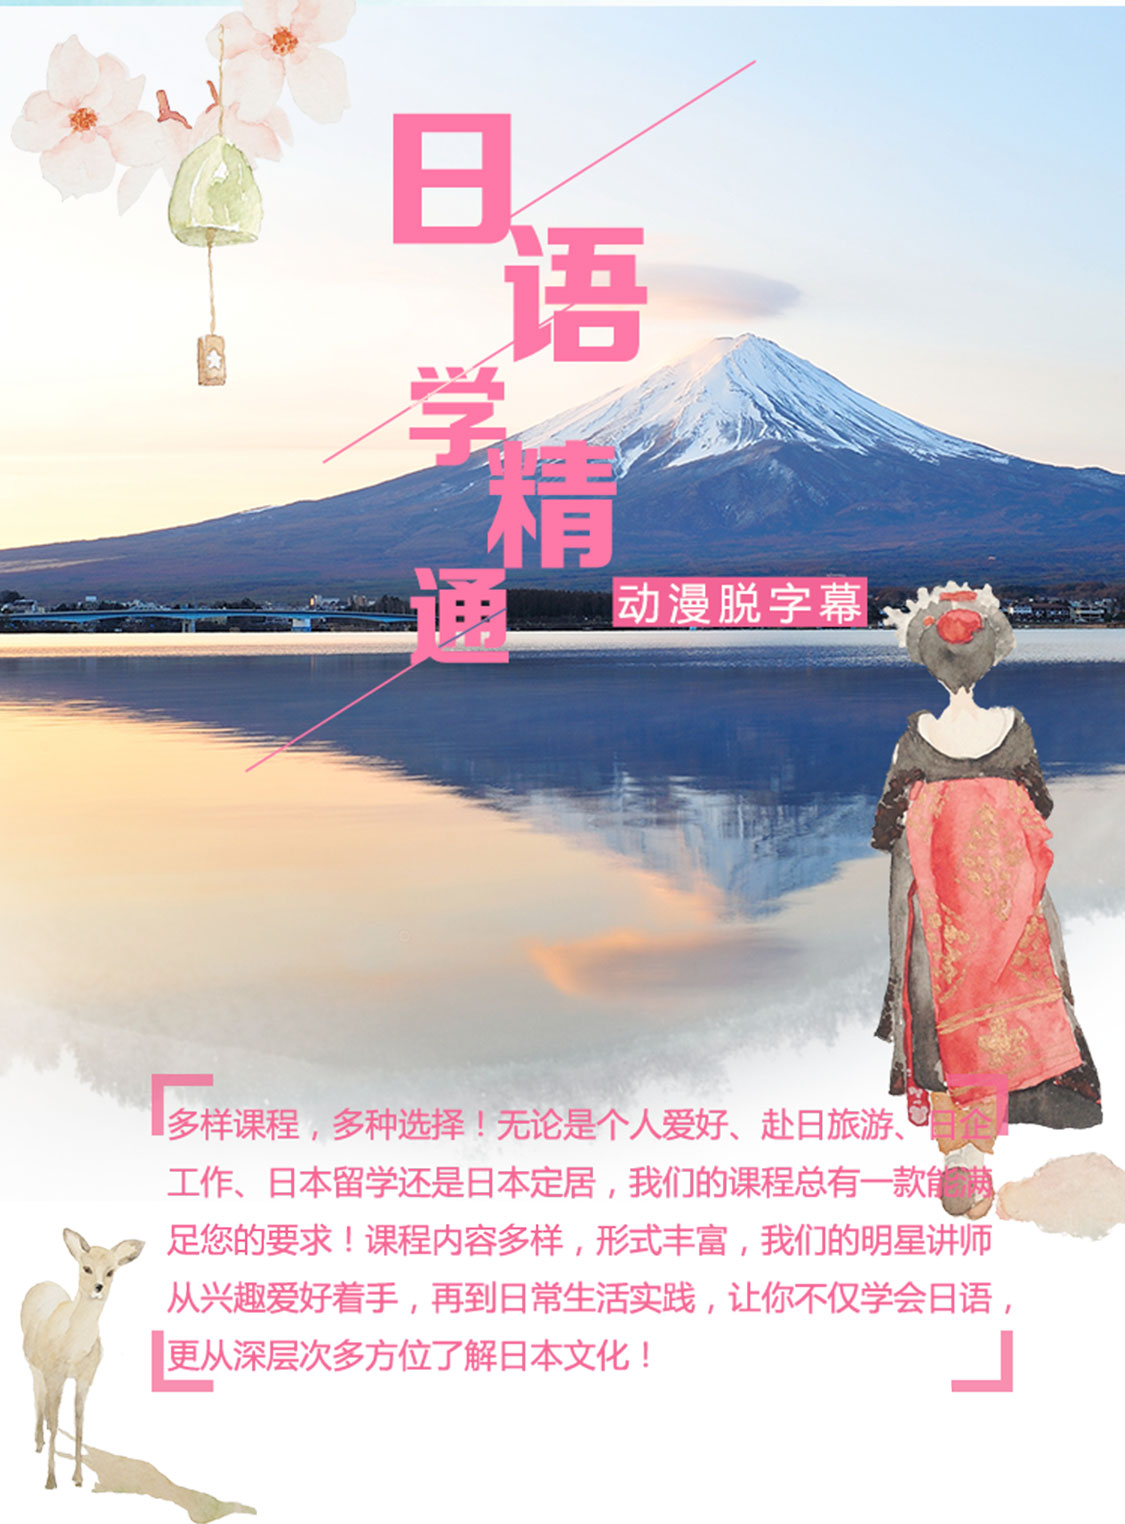 日语
学精
通
动漫脱字幕
多样课程，多种选择！无论是个人爱好、赴日旅游、日企
工作、日本留学还是日本定居，我们的课程总有一款能满
足您的要求！课程内容多样，形式丰富，我们的明星讲师
从兴趣爱好着手，再到日常生活实践，让你不仅学会日语，
更从深层次多方位了解日本文化！